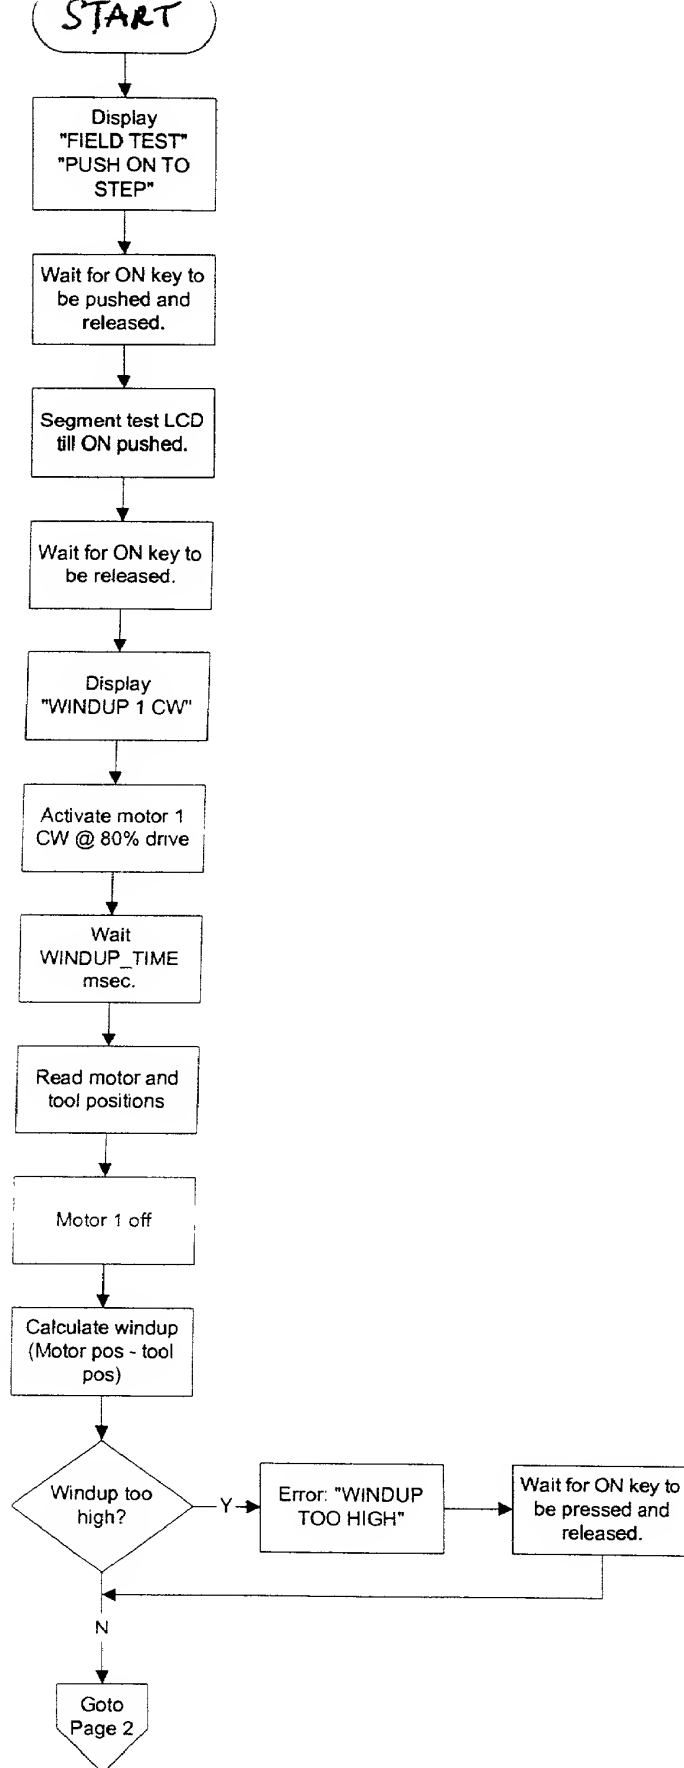 START
Display
"FIELD TEST"
"PUSH ON TO
STEP"
Wait for ON key to
be pushed and
released.
Segment test LCD
till ON pushed.
Wait for ON key to
be released.
Display
"WINDUP 1 CW"
Activate motor 1
CW @ 80% drive
Wait
WINDUP_TIME
msec.
Read motor and
tool positions
Motor 1 off
Calculate windup
(Motor pos - tool
pos)
Windup too
high?
Y
Error: "WINDUP
TOO HIGH"
Wait for ON key to
be pressed and
released.
N
Goto
Page 2